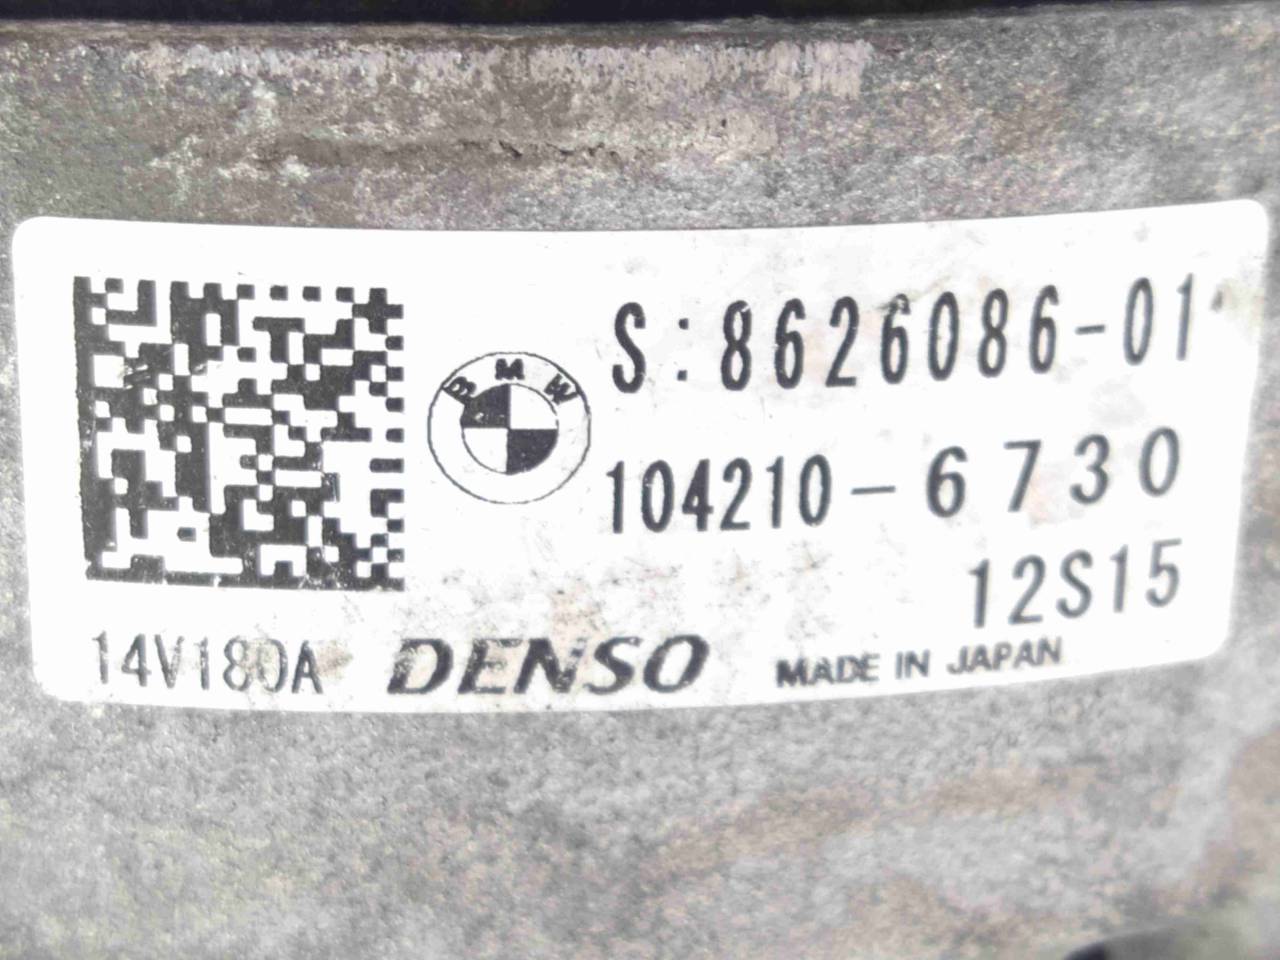 S:8626086-01
BMW
104210-6730
12S15
14V180A DENSO MADE IN JAPAN